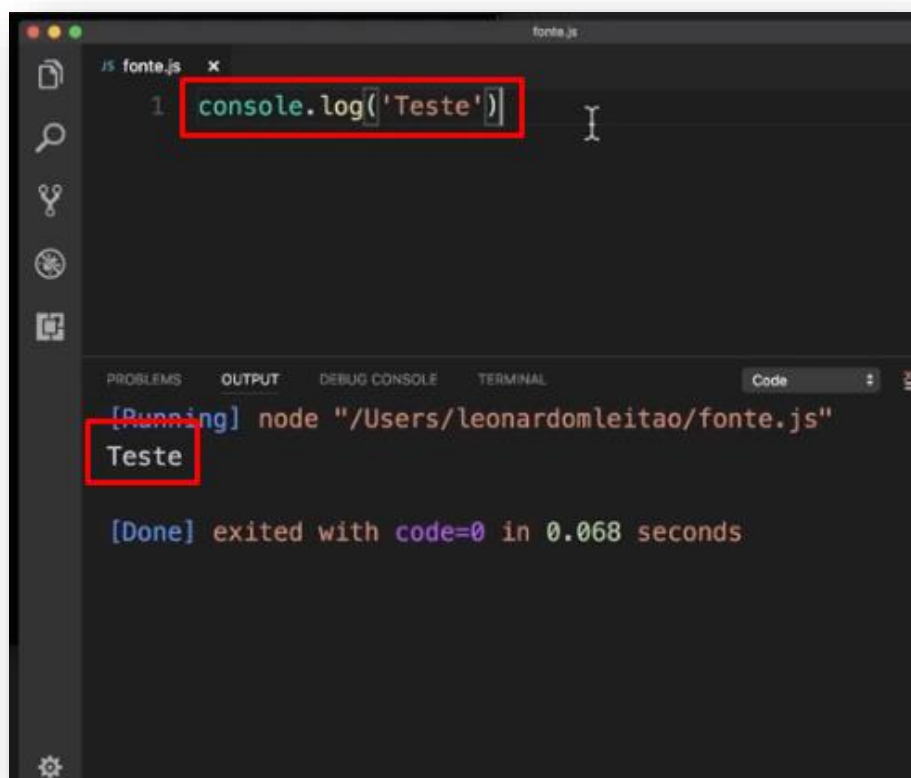 fonte.js
JS fonte.js ×
1 console.log('Teste')
PROBLEMS OUTPUT DEBUG CONSOLE TERMINAL Code
[Running] node "/Users/leonardomleitao/fonte.js"
Teste
[Done] exited with code=0 in 0.068 seconds